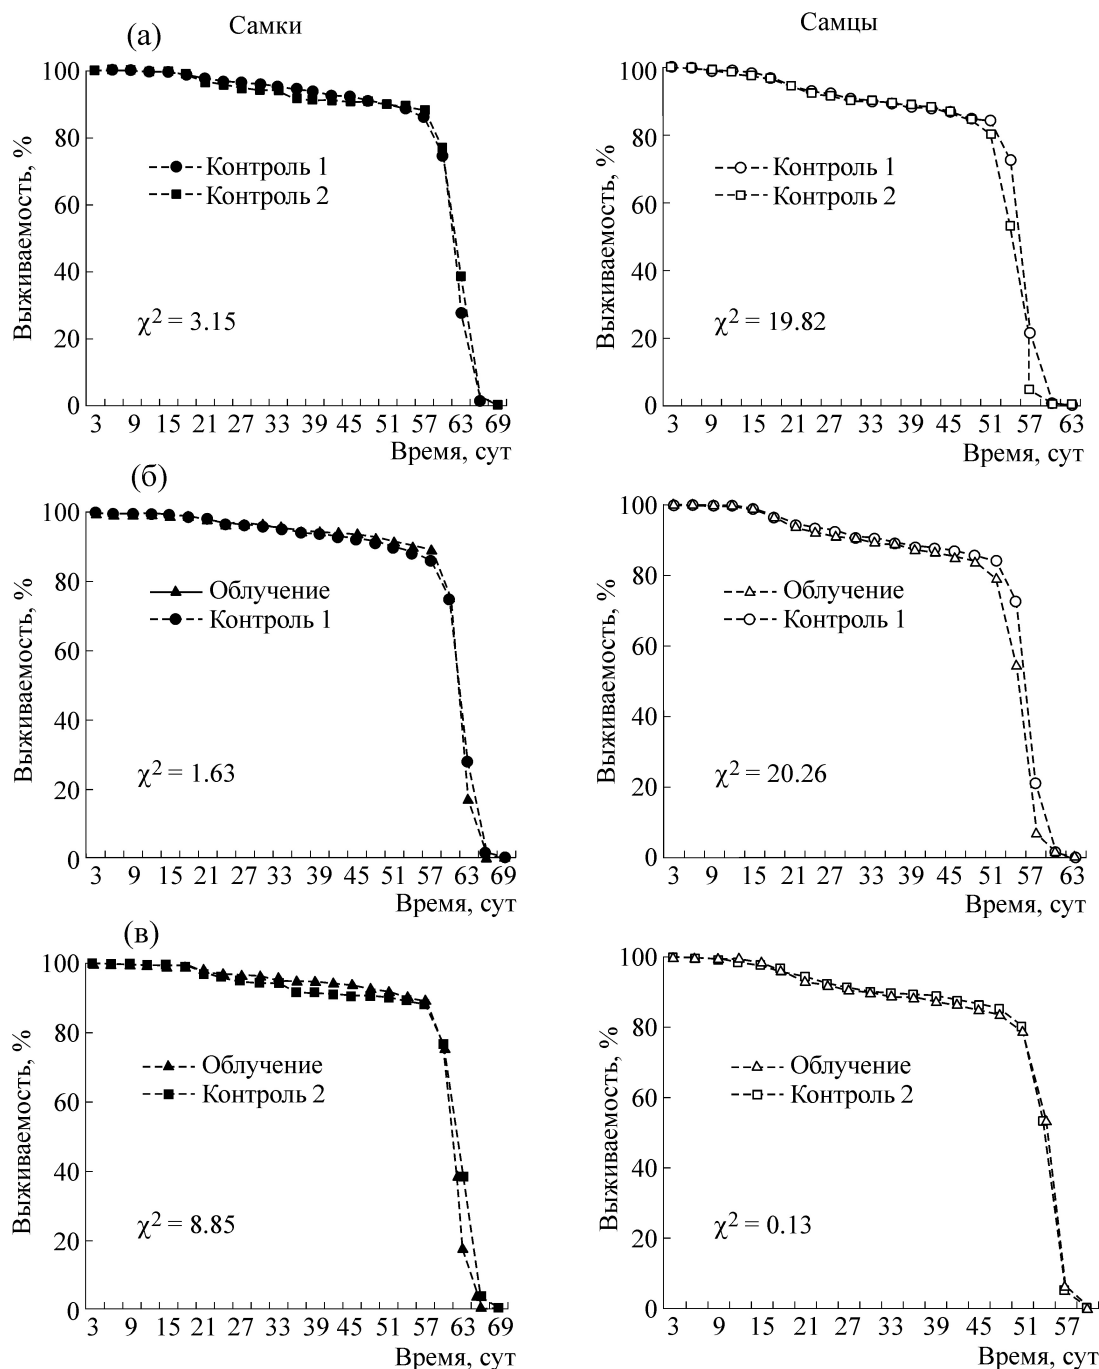 (а) Самки
Самцы
Выживаемость, %
100
80
60
40
20
0
Контроль 1
Контроль 2
χ² = 3.15
3 9 15 21 27 33 39 45 51 57 63 69
Время, сут
Выживаемость, %
100
80
60
40
20
0
Контроль 1
Контроль 2
χ² = 19.82
3 9 15 21 27 33 39 45 51 57 63
Время, сут
(б)
Выживаемость, %
100
80
60
40
20
0
Облучение
Контроль 1
χ² = 1.63
3 9 15 21 27 33 39 45 51 57 63 69
Время, сут
Выживаемость, %
100
80
60
40
20
0
Облучение
Контроль 1
χ² = 20.26
3 9 15 21 27 33 39 45 51 57 63
Время, сут
(в)
Выживаемость, %
100
80
60
40
20
0
Облучение
Контроль 2
χ² = 8.85
3 9 15 21 27 33 39 45 51 57 63 69
Время, сут
Выживаемость, %
100
80
60
40
20
0
Облучение
Контроль 2
χ² = 0.13
3 9 15 21 27 33 39 45 51 57
Время, сут